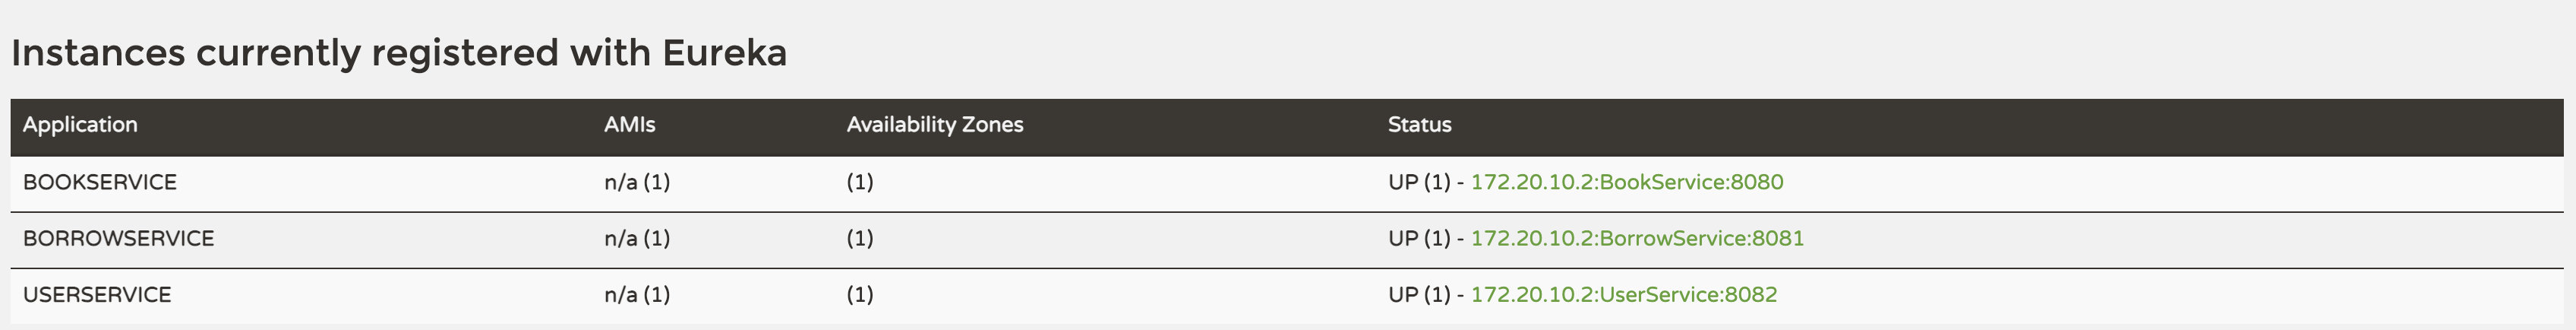 Instances currently registered with Eureka
Application AMIs Availability Zones Status
BOOKSERVICE n/a (1) (1) UP (1) - 172.20.10.2:BookService:8080
BORROWSERVICE n/a (1) (1) UP (1) - 172.20.10.2:BorrowService:8081
USERSERVICE n/a (1) (1) UP (1) - 172.20.10.2:UserService:8082